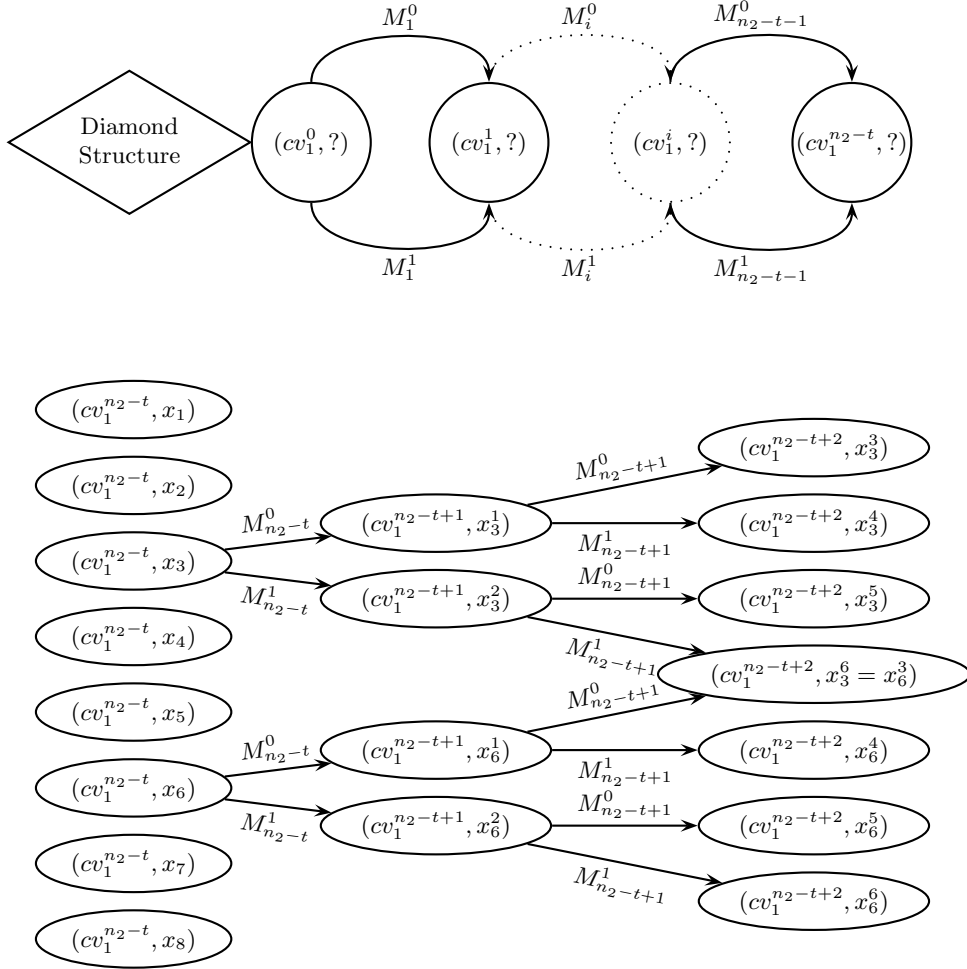 M_1^0 M_i^0 M_{n_2-t-1}^0
Diamond
Structure
(cv_1^0, ?) (cv_1^1, ?) (cv_1^i, ?) (cv_1^{n_2-t}, ?)
M_1^1 M_i^1 M_{n_2-t-1}^1
(cv_1^{n_2-t}, x_1)
(cv_1^{n_2-t+2}, x_3^3)
M_{n_2-t+1}^0
(cv_1^{n_2-t}, x_2)
M_{n_2-t}^0 (cv_1^{n_2-t+1}, x_3^1) (cv_1^{n_2-t+2}, x_3^4)
M_{n_2-t+1}^1
(cv_1^{n_2-t}, x_3)
M_{n_2-t+1}^0
M_{n_2-t}^1 (cv_1^{n_2-t+1}, x_3^2) (cv_1^{n_2-t+2}, x_3^5)
(cv_1^{n_2-t}, x_4)
M_{n_2-t+1}^1
(cv_1^{n_2-t+2}, x_3^6 = x_6^3)
M_{n_2-t+1}^0
(cv_1^{n_2-t}, x_5)
M_{n_2-t}^0 (cv_1^{n_2-t+1}, x_6^1) (cv_1^{n_2-t+2}, x_6^4)
M_{n_2-t+1}^1
(cv_1^{n_2-t}, x_6)
M_{n_2-t+1}^0
M_{n_2-t}^1 (cv_1^{n_2-t+1}, x_6^2) (cv_1^{n_2-t+2}, x_6^5)
(cv_1^{n_2-t}, x_7)
M_{n_2-t+1}^1
(cv_1^{n_2-t+2}, x_6^6)
(cv_1^{n_2-t}, x_8)